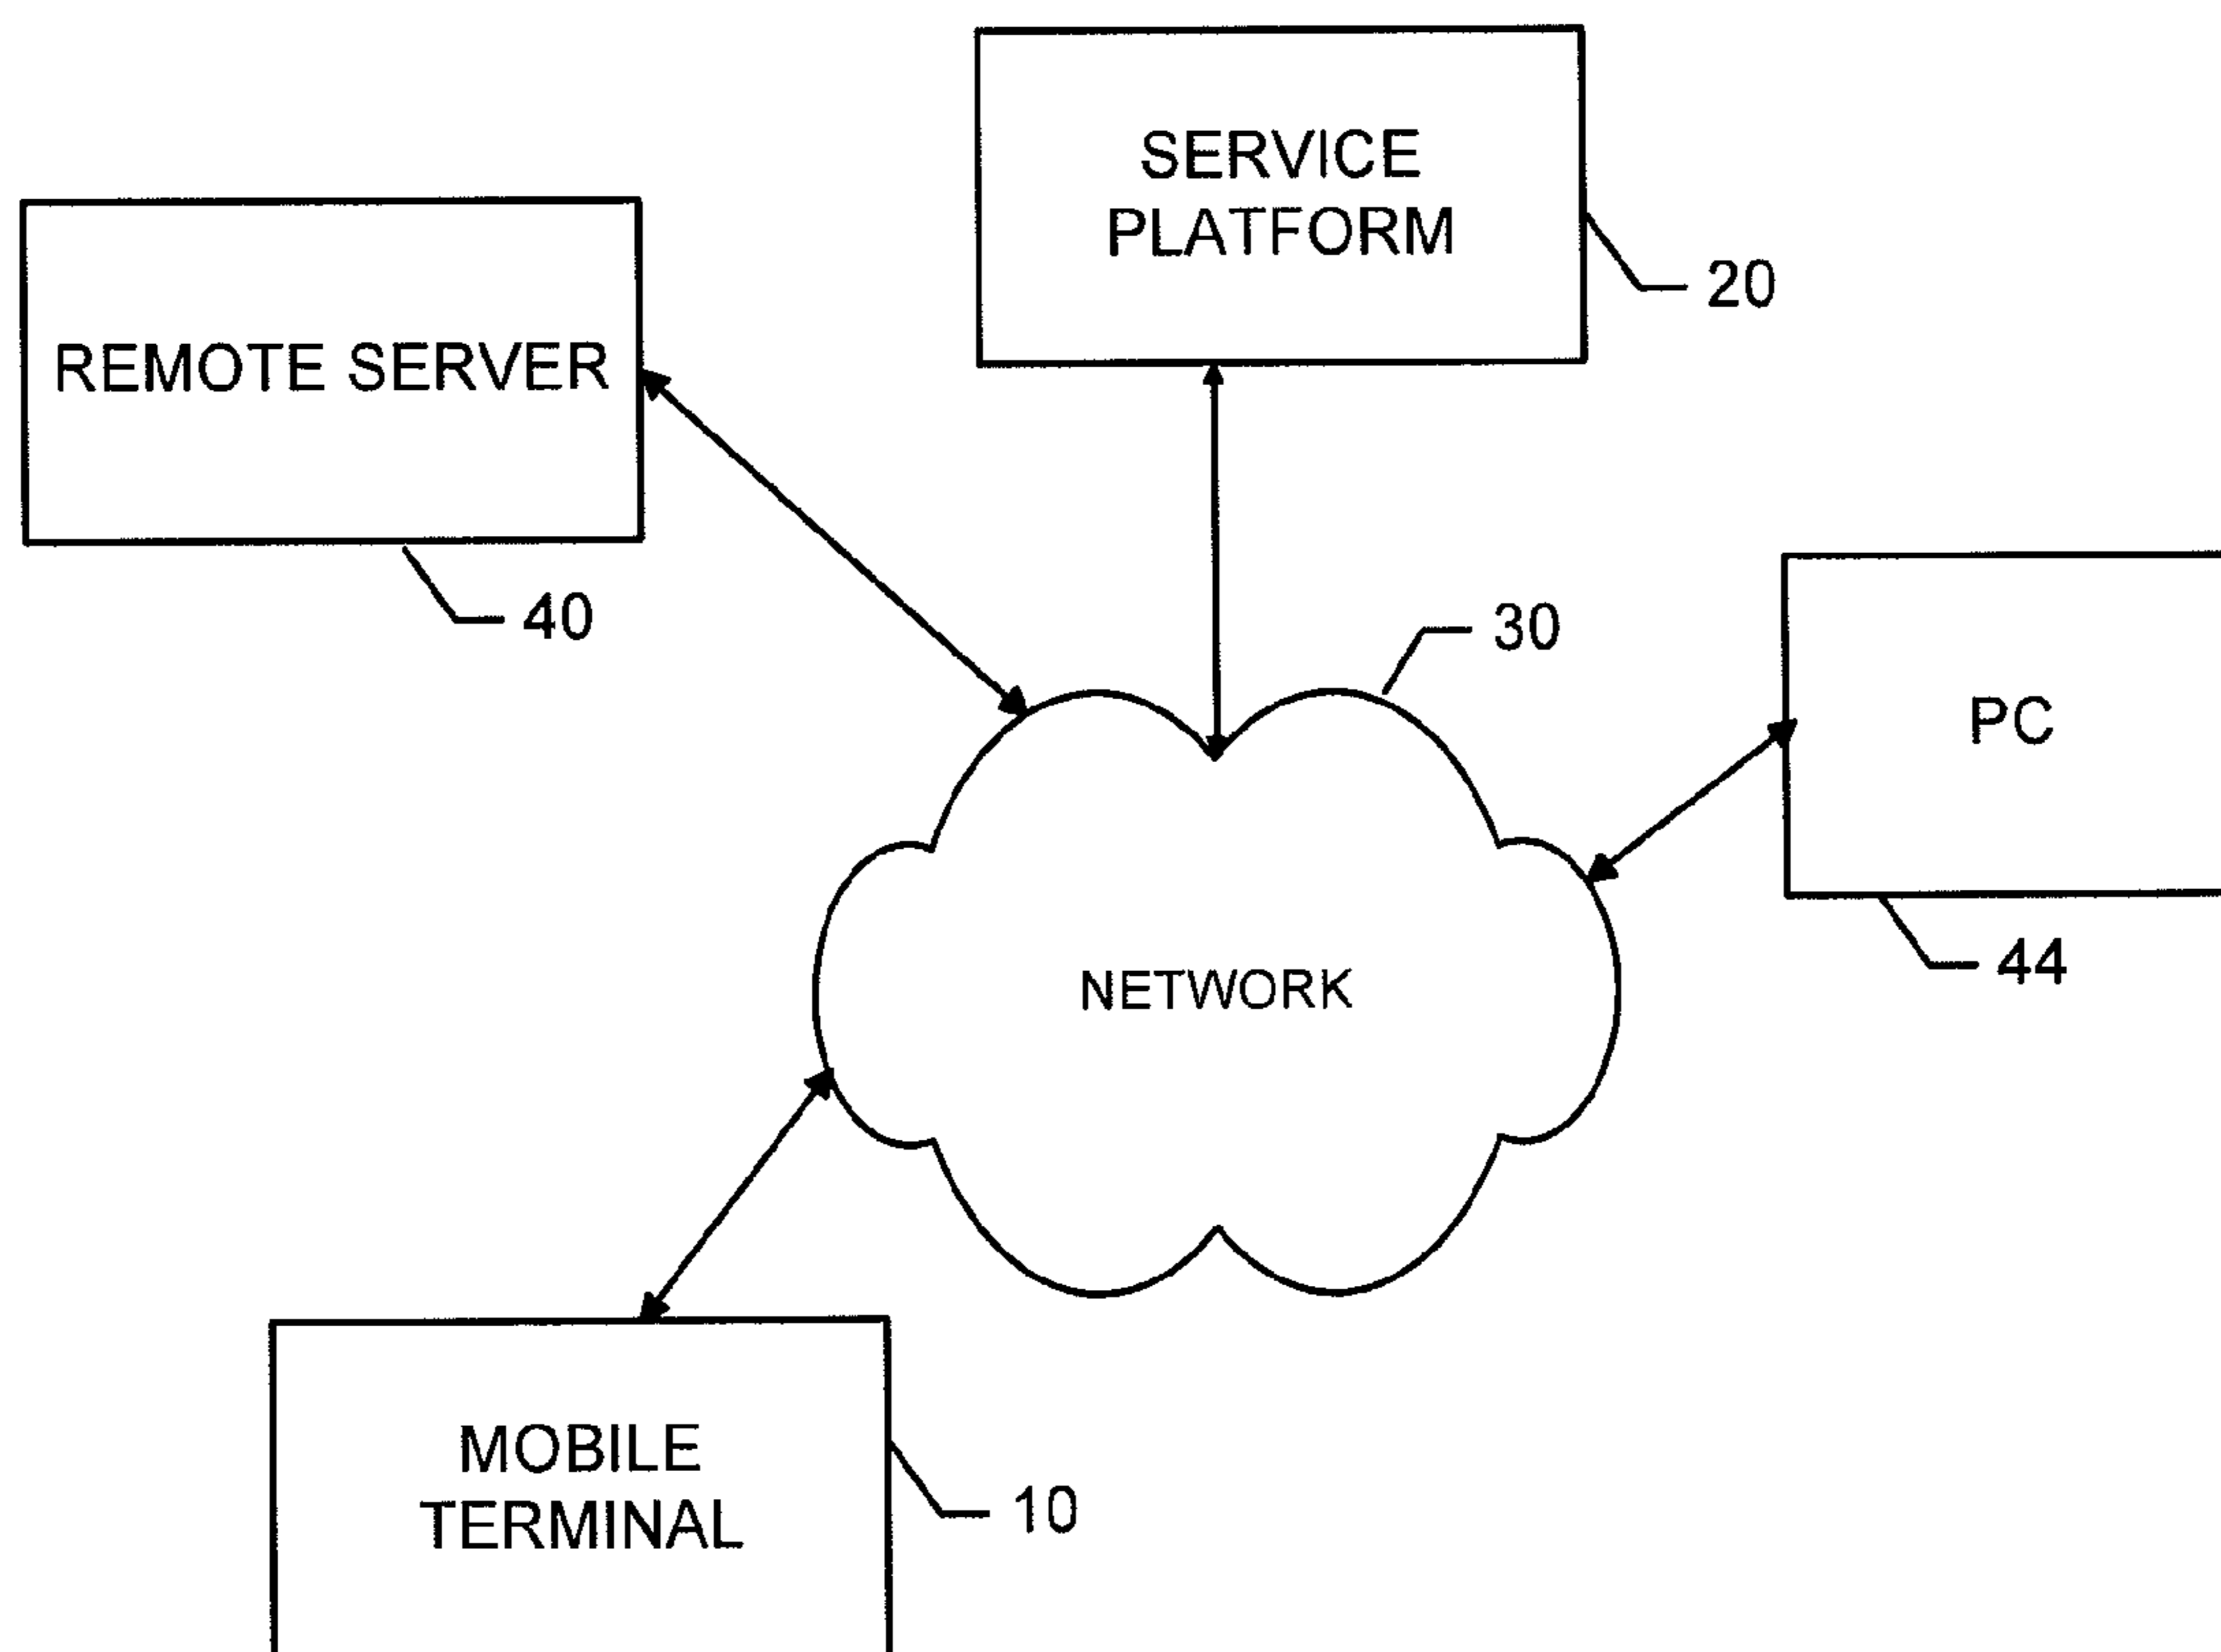 SERVICE
PLATFORM
20
REMOTE SERVER
40
30
PC
44
NETWORK
MOBILE
TERMINAL
10